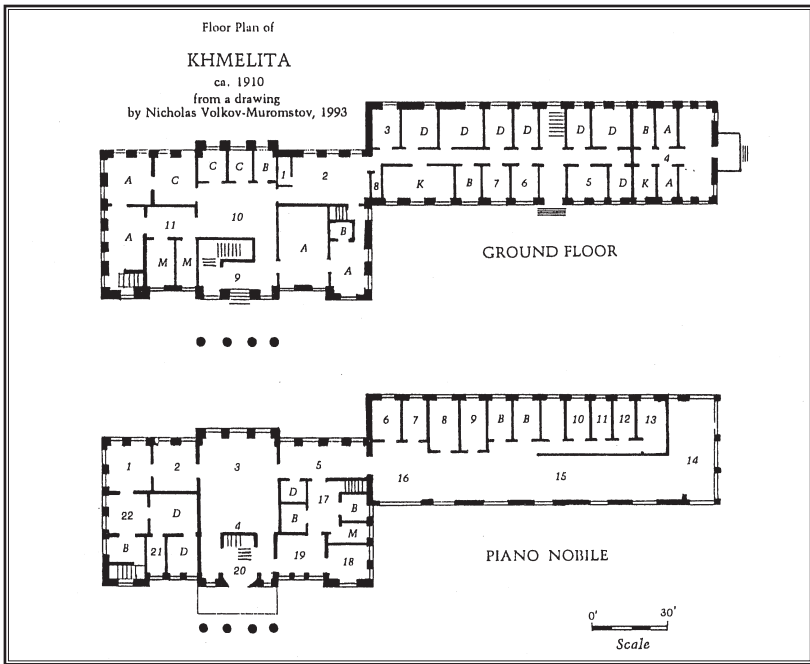 Floor Plan of
KHMELITA
ca. 1910
from a drawing
by Nicholas Volkov-Muromstov, 1993
3 D D D D D D B A
4
8 K B 7 6 5 D K A
A C C C B 1 2
A 11 10 A B
M M 9 A
GROUND FLOOR
6 7 8 9 B B 10 11 12 13
14
16 15
1 2 3 5
D 17
22 D 4 B B
M
B 21 D 20 19 18
PIANO NOBILE
0' 30'
Scale